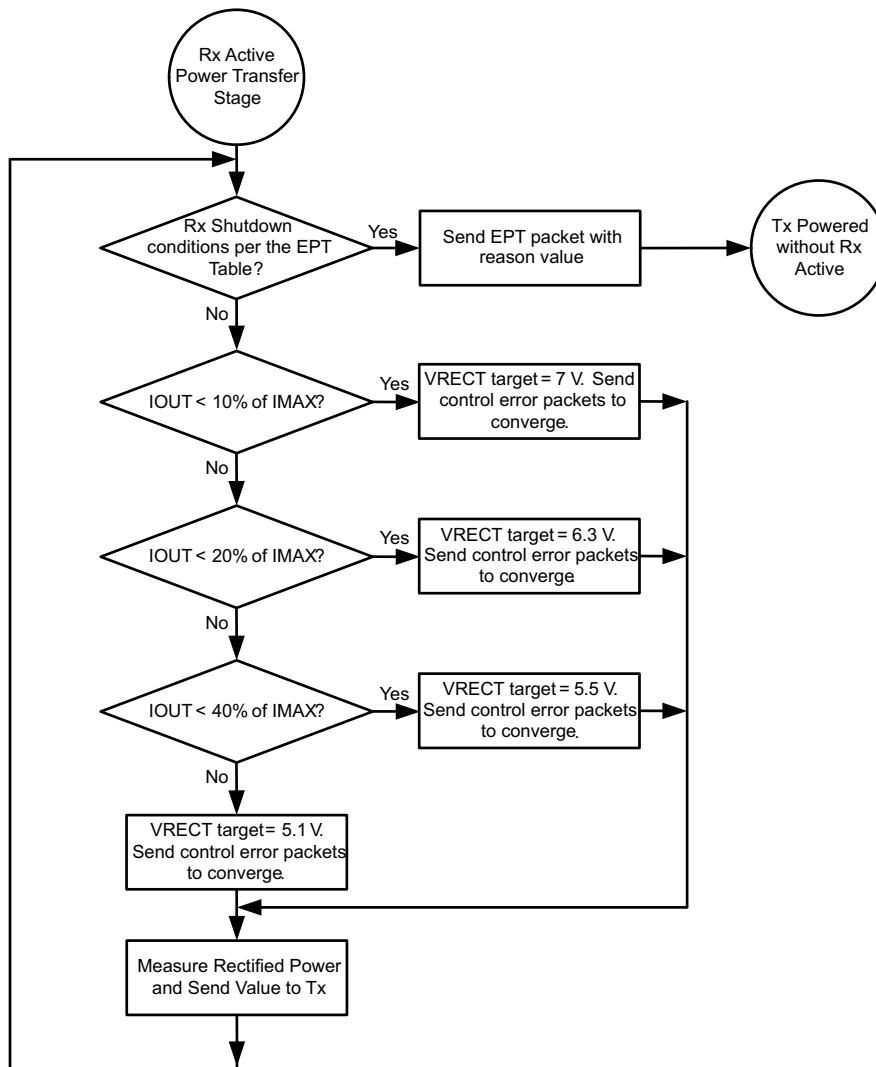 Rx Active
Power Transfer
Stage
Rx Shutdown
conditions per the EPT
Table?
Yes
Send EPT packet with
reason value
Tx Powered
without Rx
Active
No
IOUT < 10% of IMAX?
Yes
VRECT target = 7 V. Send
control error packets to
converge.
No
IOUT < 20% of IMAX?
Yes
VRECT target = 6.3 V.
Send control error packets
to converge.
No
IOUT < 40% of IMAX?
Yes
VRECT target = 5.5 V.
Send control error packets
to converge.
No
VRECT target = 5.1 V.
Send control error packets
to converge.
Measure Rectified Power
and Send Value to Tx